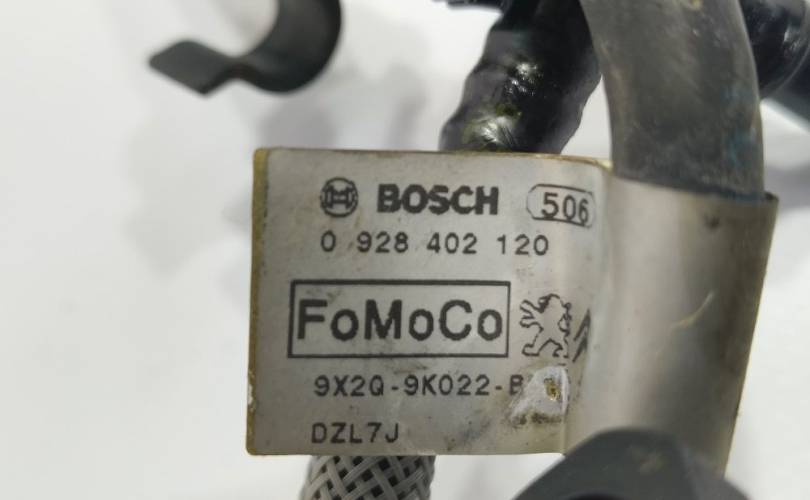 BOSCH 506
0 928 402 120
FoMoCo
9X2Q-9K022-B
DZL7J